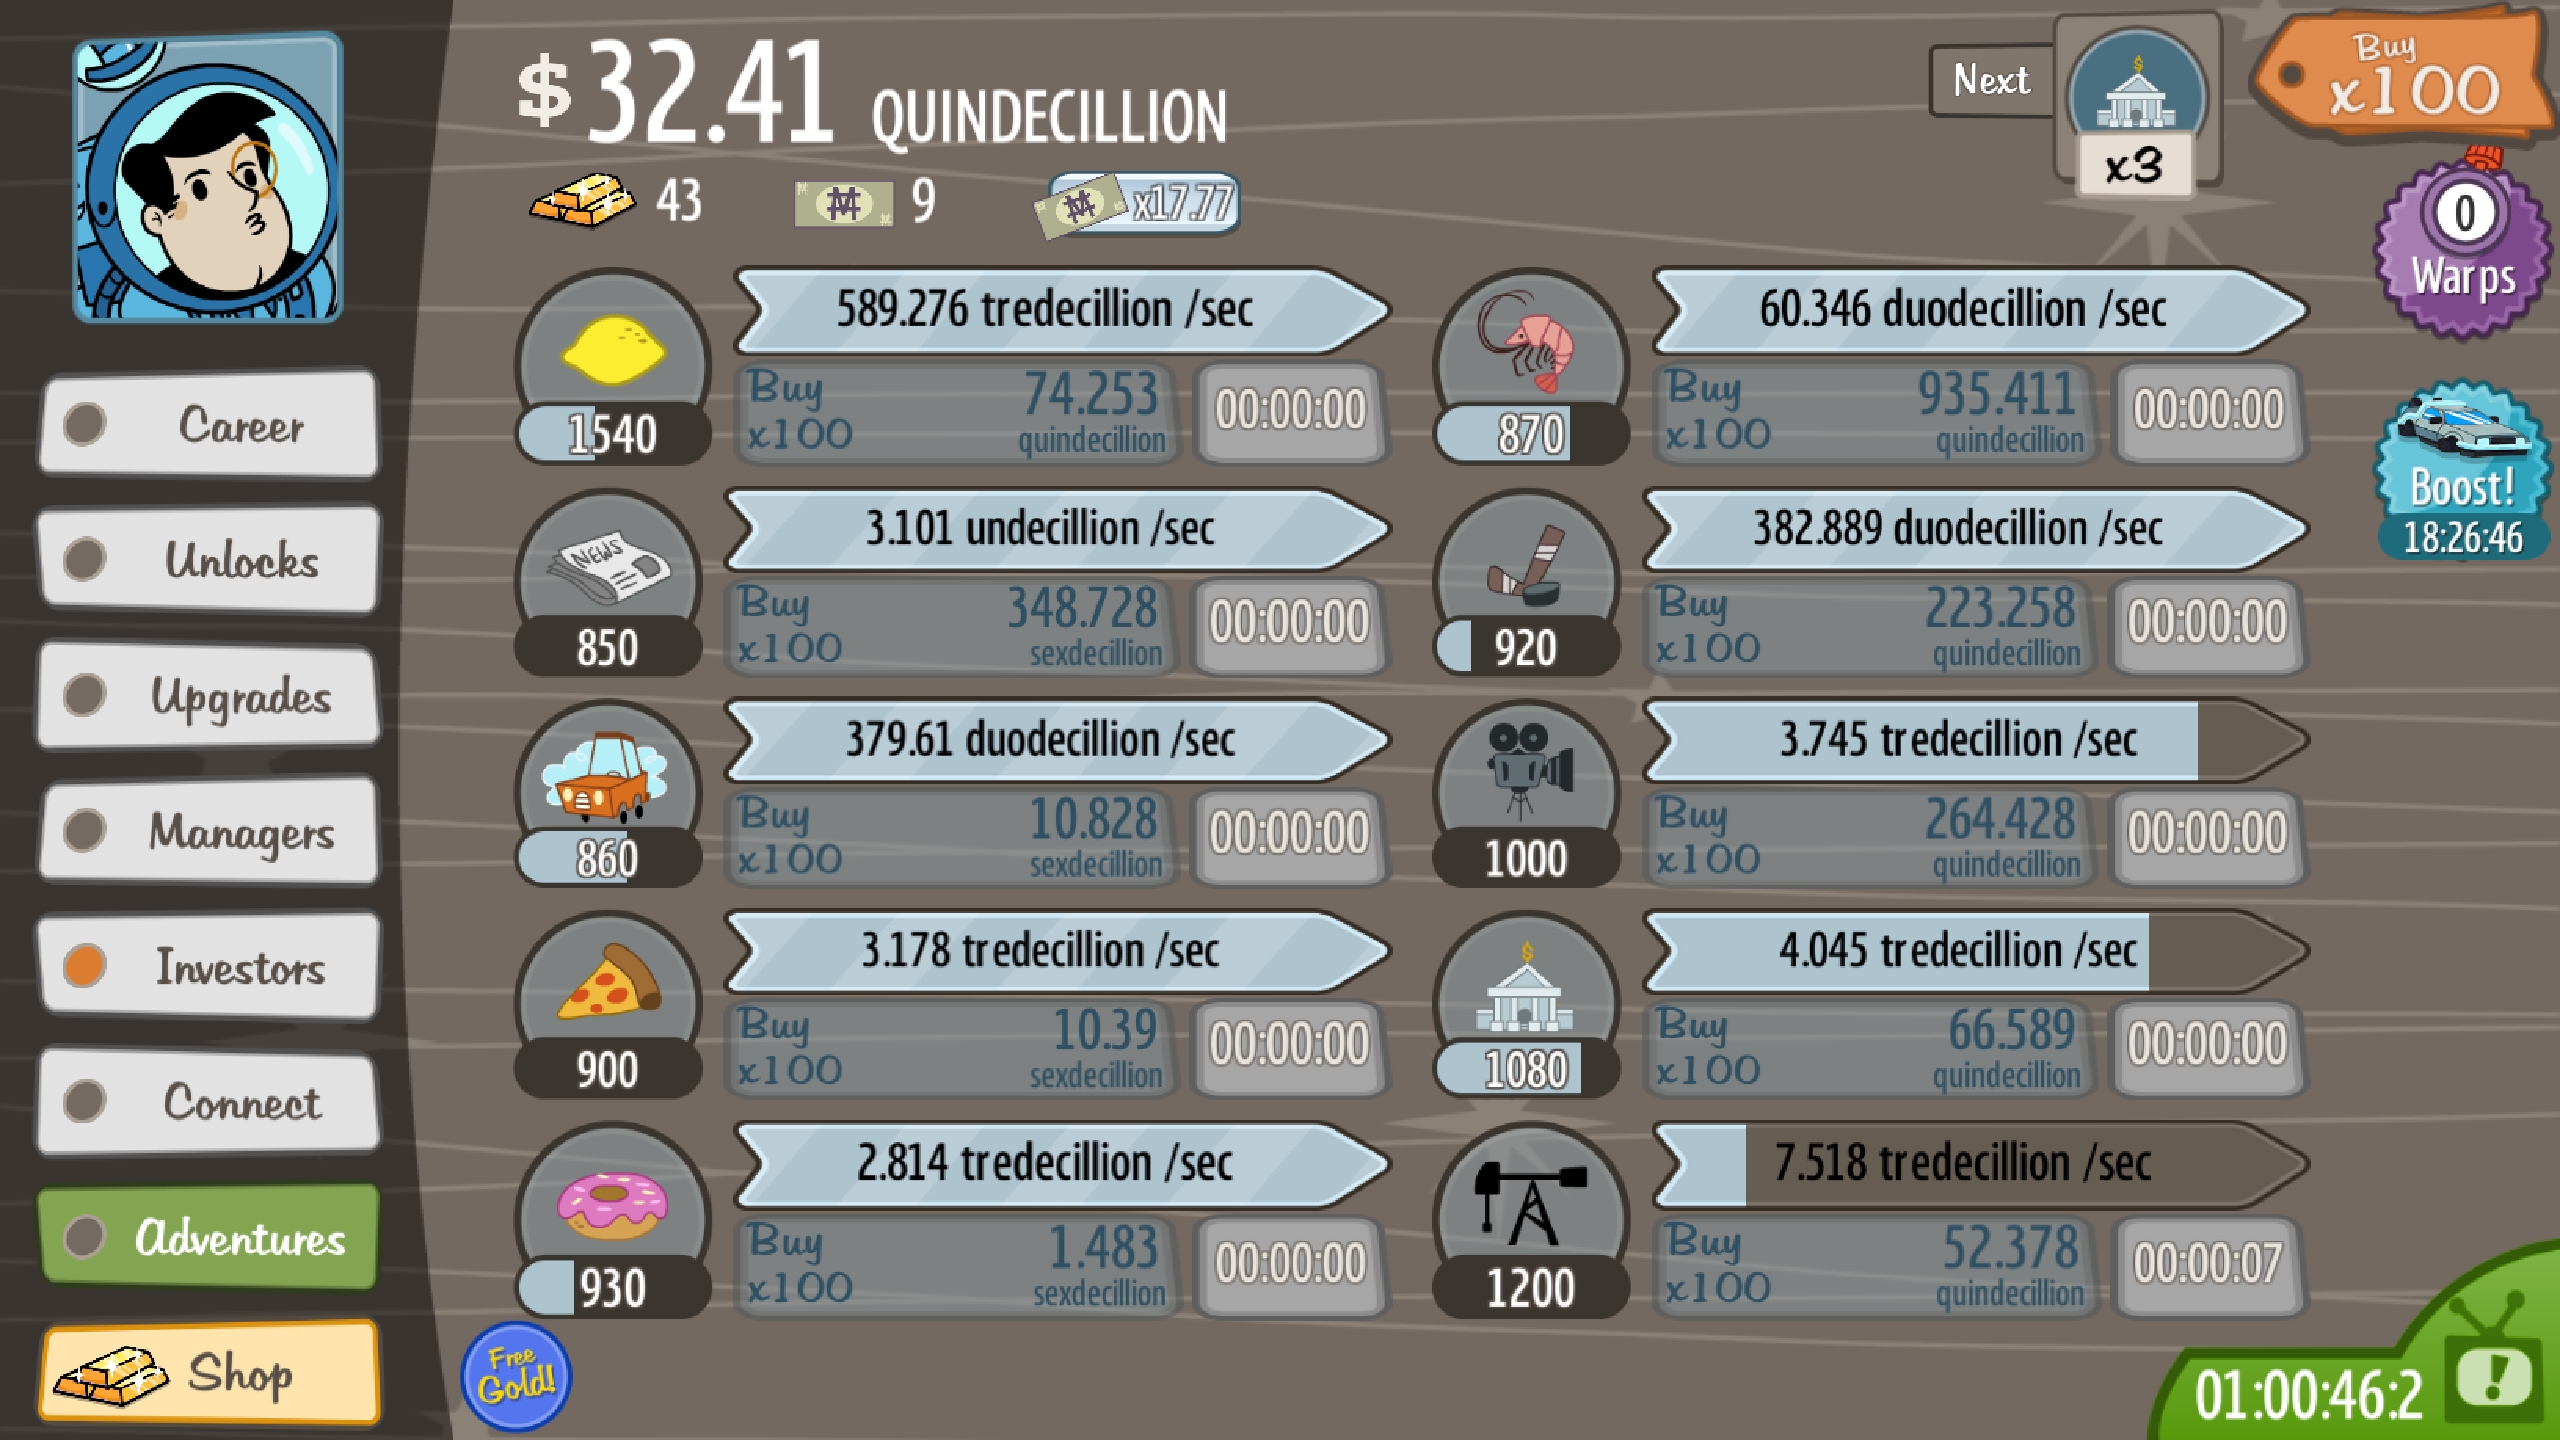 $32.41 QUINDECILLION
43
9
x17.77
Next
x3
Buy
x100
0
Warps
Boost!
18:26:46
Career
Unlocks
Upgrades
Managers
Investors
Connect
Adventures
Shop
589.276 tredecillion /sec
1540
Buy
x100
74.253
quindecillion
00:00:00
60.346 duodecillion /sec
870
Buy
x100
935.411
quindecillion
00:00:00
NEWS
3.101 undecillion /sec
850
Buy
x100
348.728
sexdecillion
00:00:00
382.889 duodecillion /sec
920
Buy
x100
223.258
quindecillion
00:00:00
379.61 duodecillion /sec
860
Buy
x100
10.828
sexdecillion
00:00:00
3.745 tredecillion /sec
1000
Buy
x100
264.428
quindecillion
00:00:00
3.178 tredecillion /sec
900
Buy
x100
10.39
sexdecillion
00:00:00
$
4.045 tredecillion /sec
1080
Buy
x100
66.589
quindecillion
00:00:00
2.814 tredecillion /sec
930
Buy
x100
1.483
sexdecillion
00:00:00
7.518 tredecillion /sec
1200
Buy
x100
52.378
quindecillion
00:00:07
Free
Gold!
01:00:46:2
!